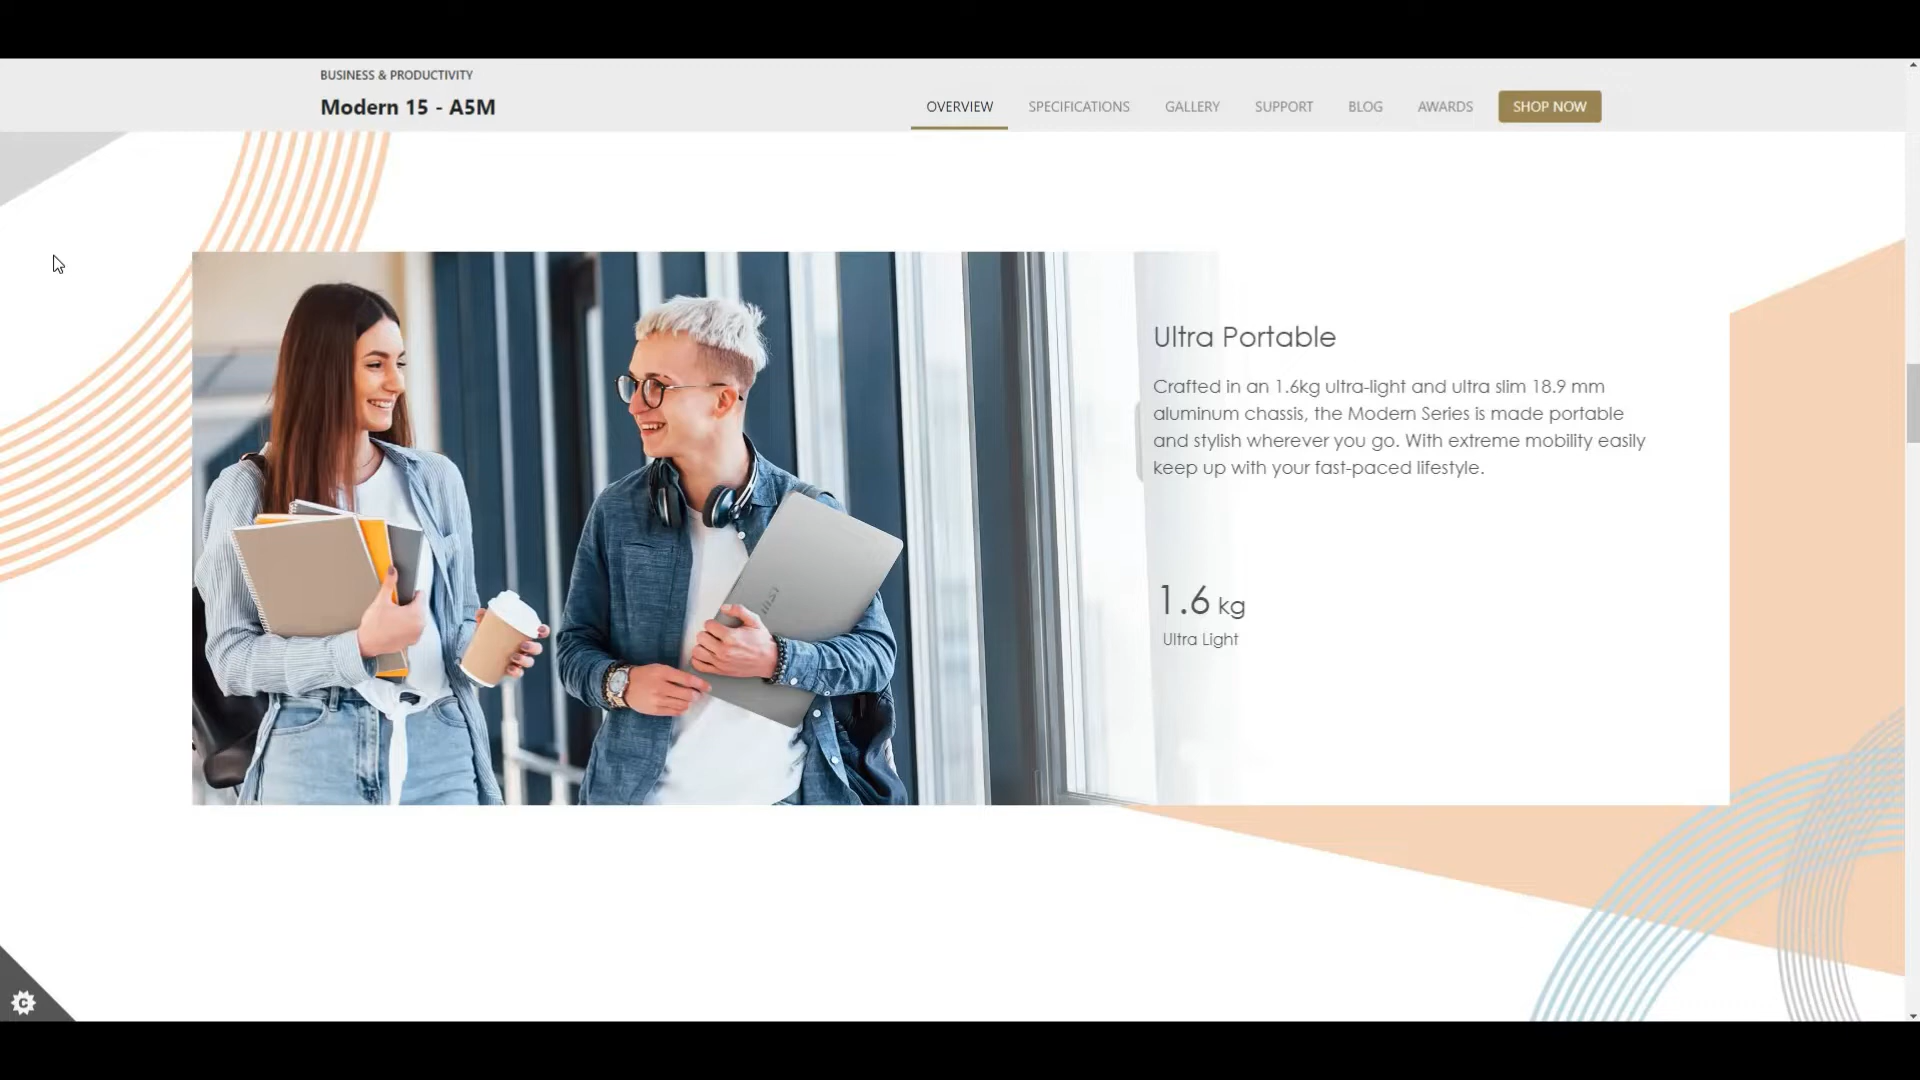 BUSINESS & PRODUCTIVITY
Modern 15 - A5M
OVERVIEW SPECIFICATIONS GALLERY SUPPORT BLOG AWARDS SHOP NOW
Ultra Portable
Crafted in an 1.6kg ultra-light and ultra slim 18.9 mm
aluminum chassis, the Modern Series is made portable
and stylish wherever you go. With extreme mobility easily
keep up with your fast-paced lifestyle.
msi
1.6 kg
Ultra Light
C